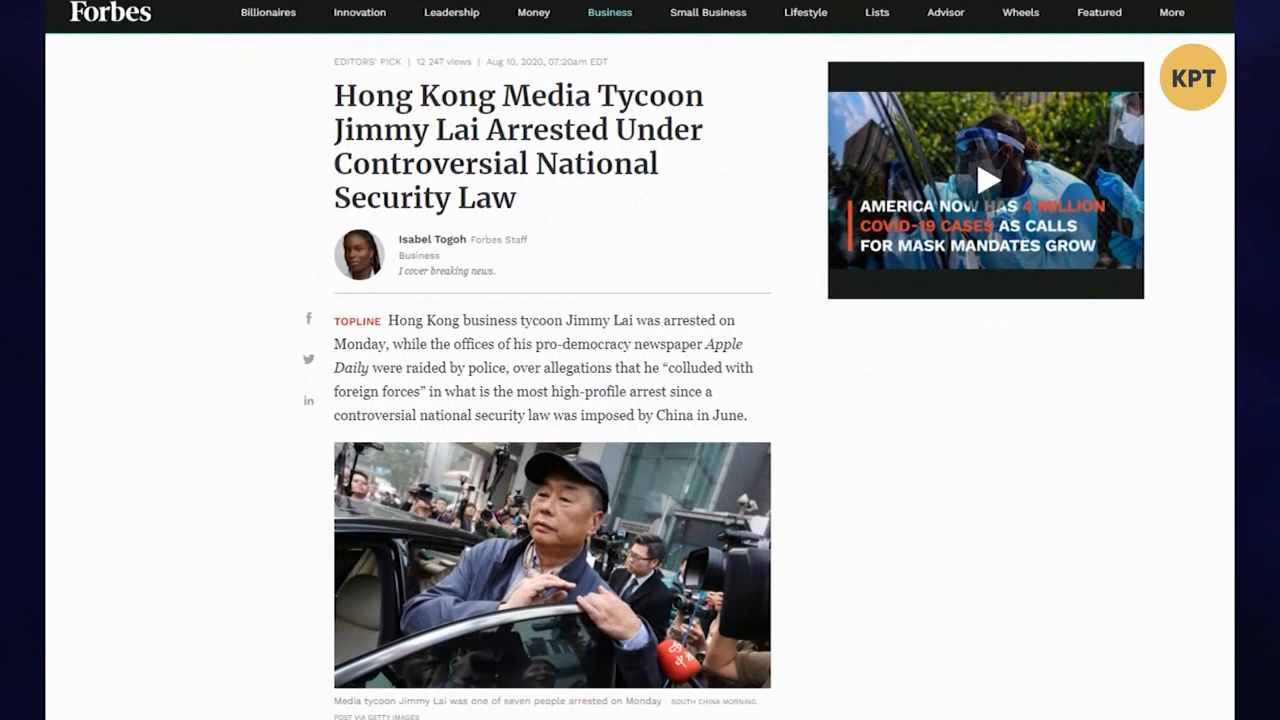 Forbes
Billionaires Innovation Leadership Money Business Small Business Lifestyle Lists Advisor Wheels Featured More
EDITORS' PICK | 12 247 views | Aug 10, 2020, 07:20am EDT
Hong Kong Media Tycoon
Jimmy Lai Arrested Under
Controversial National
Security Law
Isabel Togoh Forbes Staff
Business
I cover breaking news.
TOPLINE Hong Kong business tycoon Jimmy Lai was arrested on
Monday, while the offices of his pro-democracy newspaper Apple
Daily were raided by police, over allegations that he “colluded with
foreign forces” in what is the most high-profile arrest since a
controversial national security law was imposed by China in June.
Media tycoon Jimmy Lai was one of seven people arrested on Monday SOUTH CHINA MORNING
POST VIA GETTY IMAGES
AMERICA NOW HAS 4 MILLION
COVID-19 CASES AS CALLS
FOR MASK MANDATES GROW
KPT